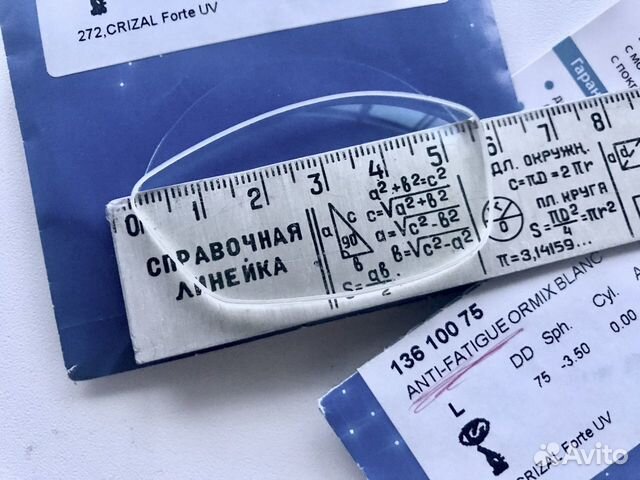 272,CRIZAL Forte UV
Гаран
0 1 2 3 4 5 6 7 8
СПРАВОЧНАЯ
ЛИНЕЙКА
a c 90 в
S=aв/2
a²+в²=c²
c=√a²+в²
a=√c²-в²
в=√c²-a²
ДЛ. ОКРУЖН.
C=πD=2πr
ПЛ. КРУГА
S=πD²/4=πr²
π=3,14159...
d
a
136 100 75
ANTI-FATIGUE ORMIX BLANC
DD Sph. Cyl.
75 -3.50 0.00
L
CRIZAL Forte UV
Avito